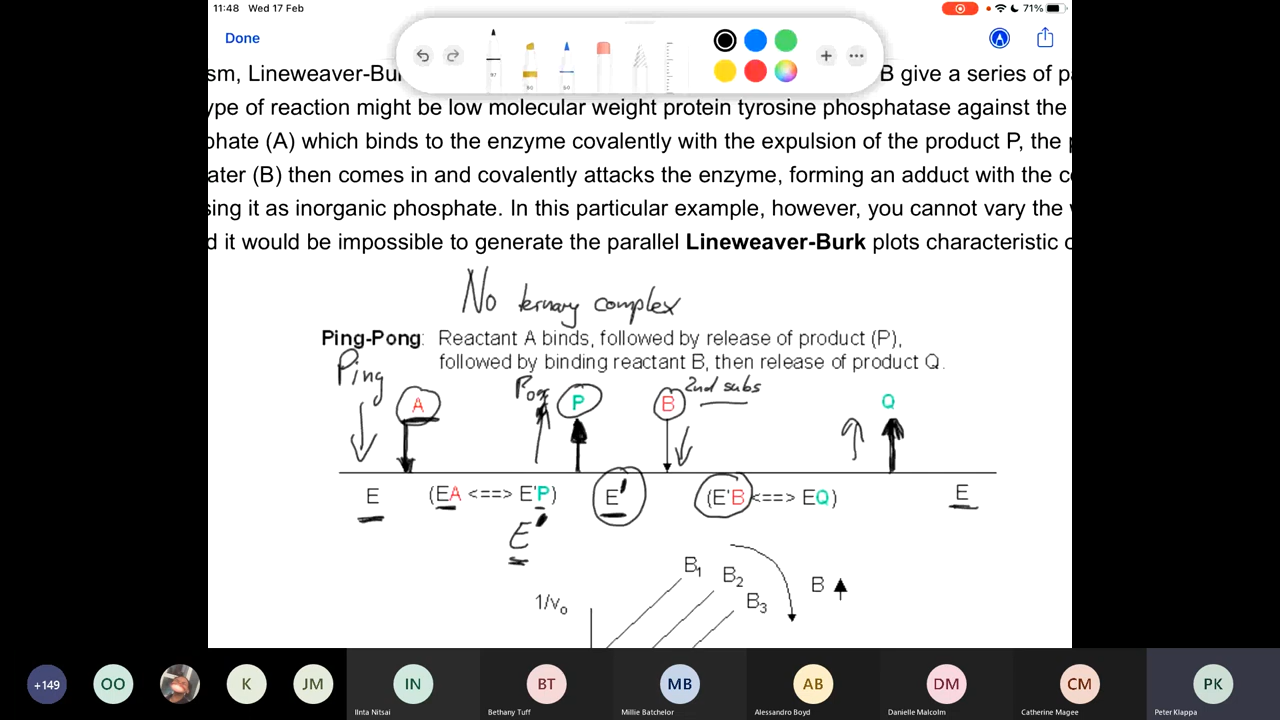 11:48 Wed 17 Feb
71%
Done
sm, Lineweaver-Bu B give a series of p
ype of reaction might be low molecular weight protein tyrosine phosphatase against the
phate (A) which binds to the enzyme covalently with the expulsion of the product P, the
ater (B) then comes in and covalently attacks the enzyme, forming an adduct with the c
sing it as inorganic phosphate. In this particular example, however, you cannot vary the
d it would be impossible to generate the parallel Lineweaver-Burk plots characteristic
No ternary complex
Ping-Pong: Reactant A binds, followed by release of product (P),
followed by binding reactant B, then release of product Q.
Ping Pong 2nd subs
A P B Q
E (EA <==> E'P) E' (E'B <==> EQ) E
E'
B1 B2 B3 B
1/vo
+149 OO K JM IN BT MB AB DM CM PK
Ilnta Nitsai Bethany Tuff Millie Batchelor Alessandro Boyd Danielle Malcolm Catherine Magee Peter Klappa